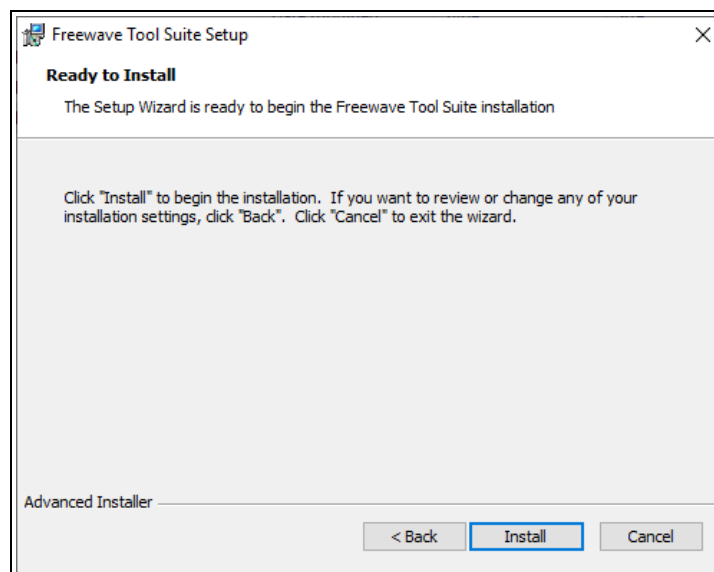 Freewave Tool Suite Setup
Ready to Install
The Setup Wizard is ready to begin the Freewave Tool Suite installation
Click "Install" to begin the installation.  If you want to review or change any of your
installation settings, click "Back".  Click "Cancel" to exit the wizard.
Advanced Installer
< Back Install Cancel